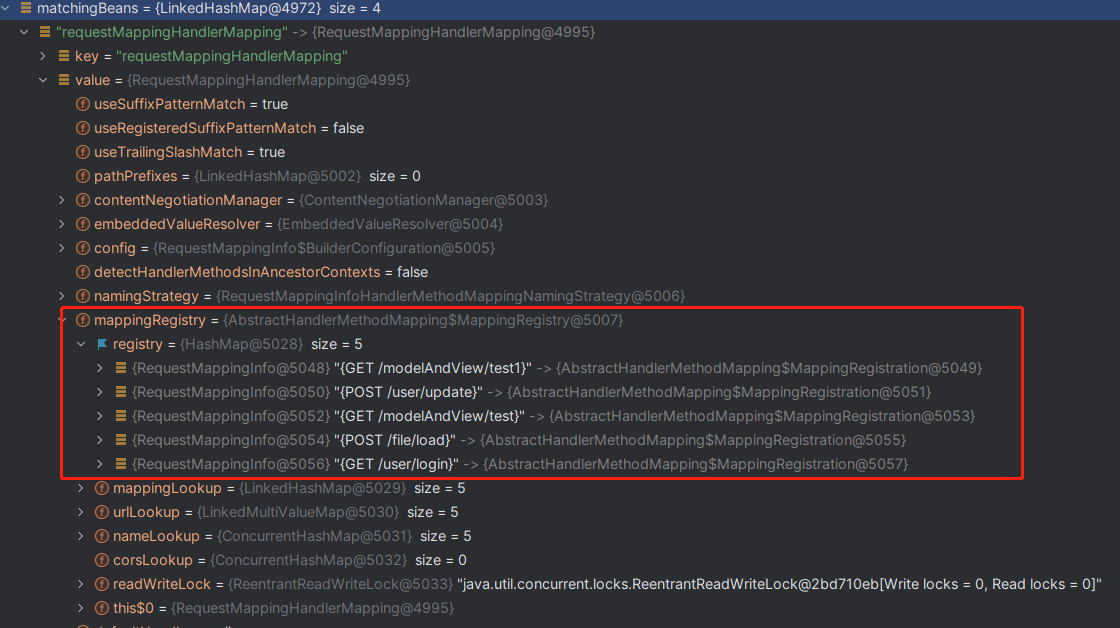 matchingBeans = {LinkedHashMap@4972} size = 4
"requestMappingHandlerMapping" -> {RequestMappingHandlerMapping@4995}
key = "requestMappingHandlerMapping"
value = {RequestMappingHandlerMapping@4995}
f useSuffixPatternMatch = true
f useRegisteredSuffixPatternMatch = false
f useTrailingSlashMatch = true
f pathPrefixes = {LinkedHashMap@5002} size = 0
f contentNegotiationManager = {ContentNegotiationManager@5003}
f embeddedValueResolver = {EmbeddedValueResolver@5004}
f config = {RequestMappingInfo$BuilderConfiguration@5005}
f detectHandlerMethodsInAncestorContexts = false
f namingStrategy = {RequestMappingInfoHandlerMethodMappingNamingStrategy@5006}
f mappingRegistry = {AbstractHandlerMethodMapping$MappingRegistry@5007}
registry = {HashMap@5028} size = 5
{RequestMappingInfo@5048} "{GET /modelAndView/test1}" -> {AbstractHandlerMethodMapping$MappingRegistration@5049}
{RequestMappingInfo@5050} "{POST /user/update}" -> {AbstractHandlerMethodMapping$MappingRegistration@5051}
{RequestMappingInfo@5052} "{GET /modelAndView/test}" -> {AbstractHandlerMethodMapping$MappingRegistration@5053}
{RequestMappingInfo@5054} "{POST /file/load}" -> {AbstractHandlerMethodMapping$MappingRegistration@5055}
{RequestMappingInfo@5056} "{GET /user/login}" -> {AbstractHandlerMethodMapping$MappingRegistration@5057}
f mappingLookup = {LinkedHashMap@5029} size = 5
f urlLookup = {LinkedMultiValueMap@5030} size = 5
f nameLookup = {ConcurrentHashMap@5031} size = 5
f corsLookup = {ConcurrentHashMap@5032} size = 0
f readWriteLock = {ReentrantReadWriteLock@5033} "java.util.concurrent.locks.ReentrantReadWriteLock@2bd710eb[Write locks = 0, Read locks = 0]"
f this$0 = {RequestMappingHandlerMapping@4995}